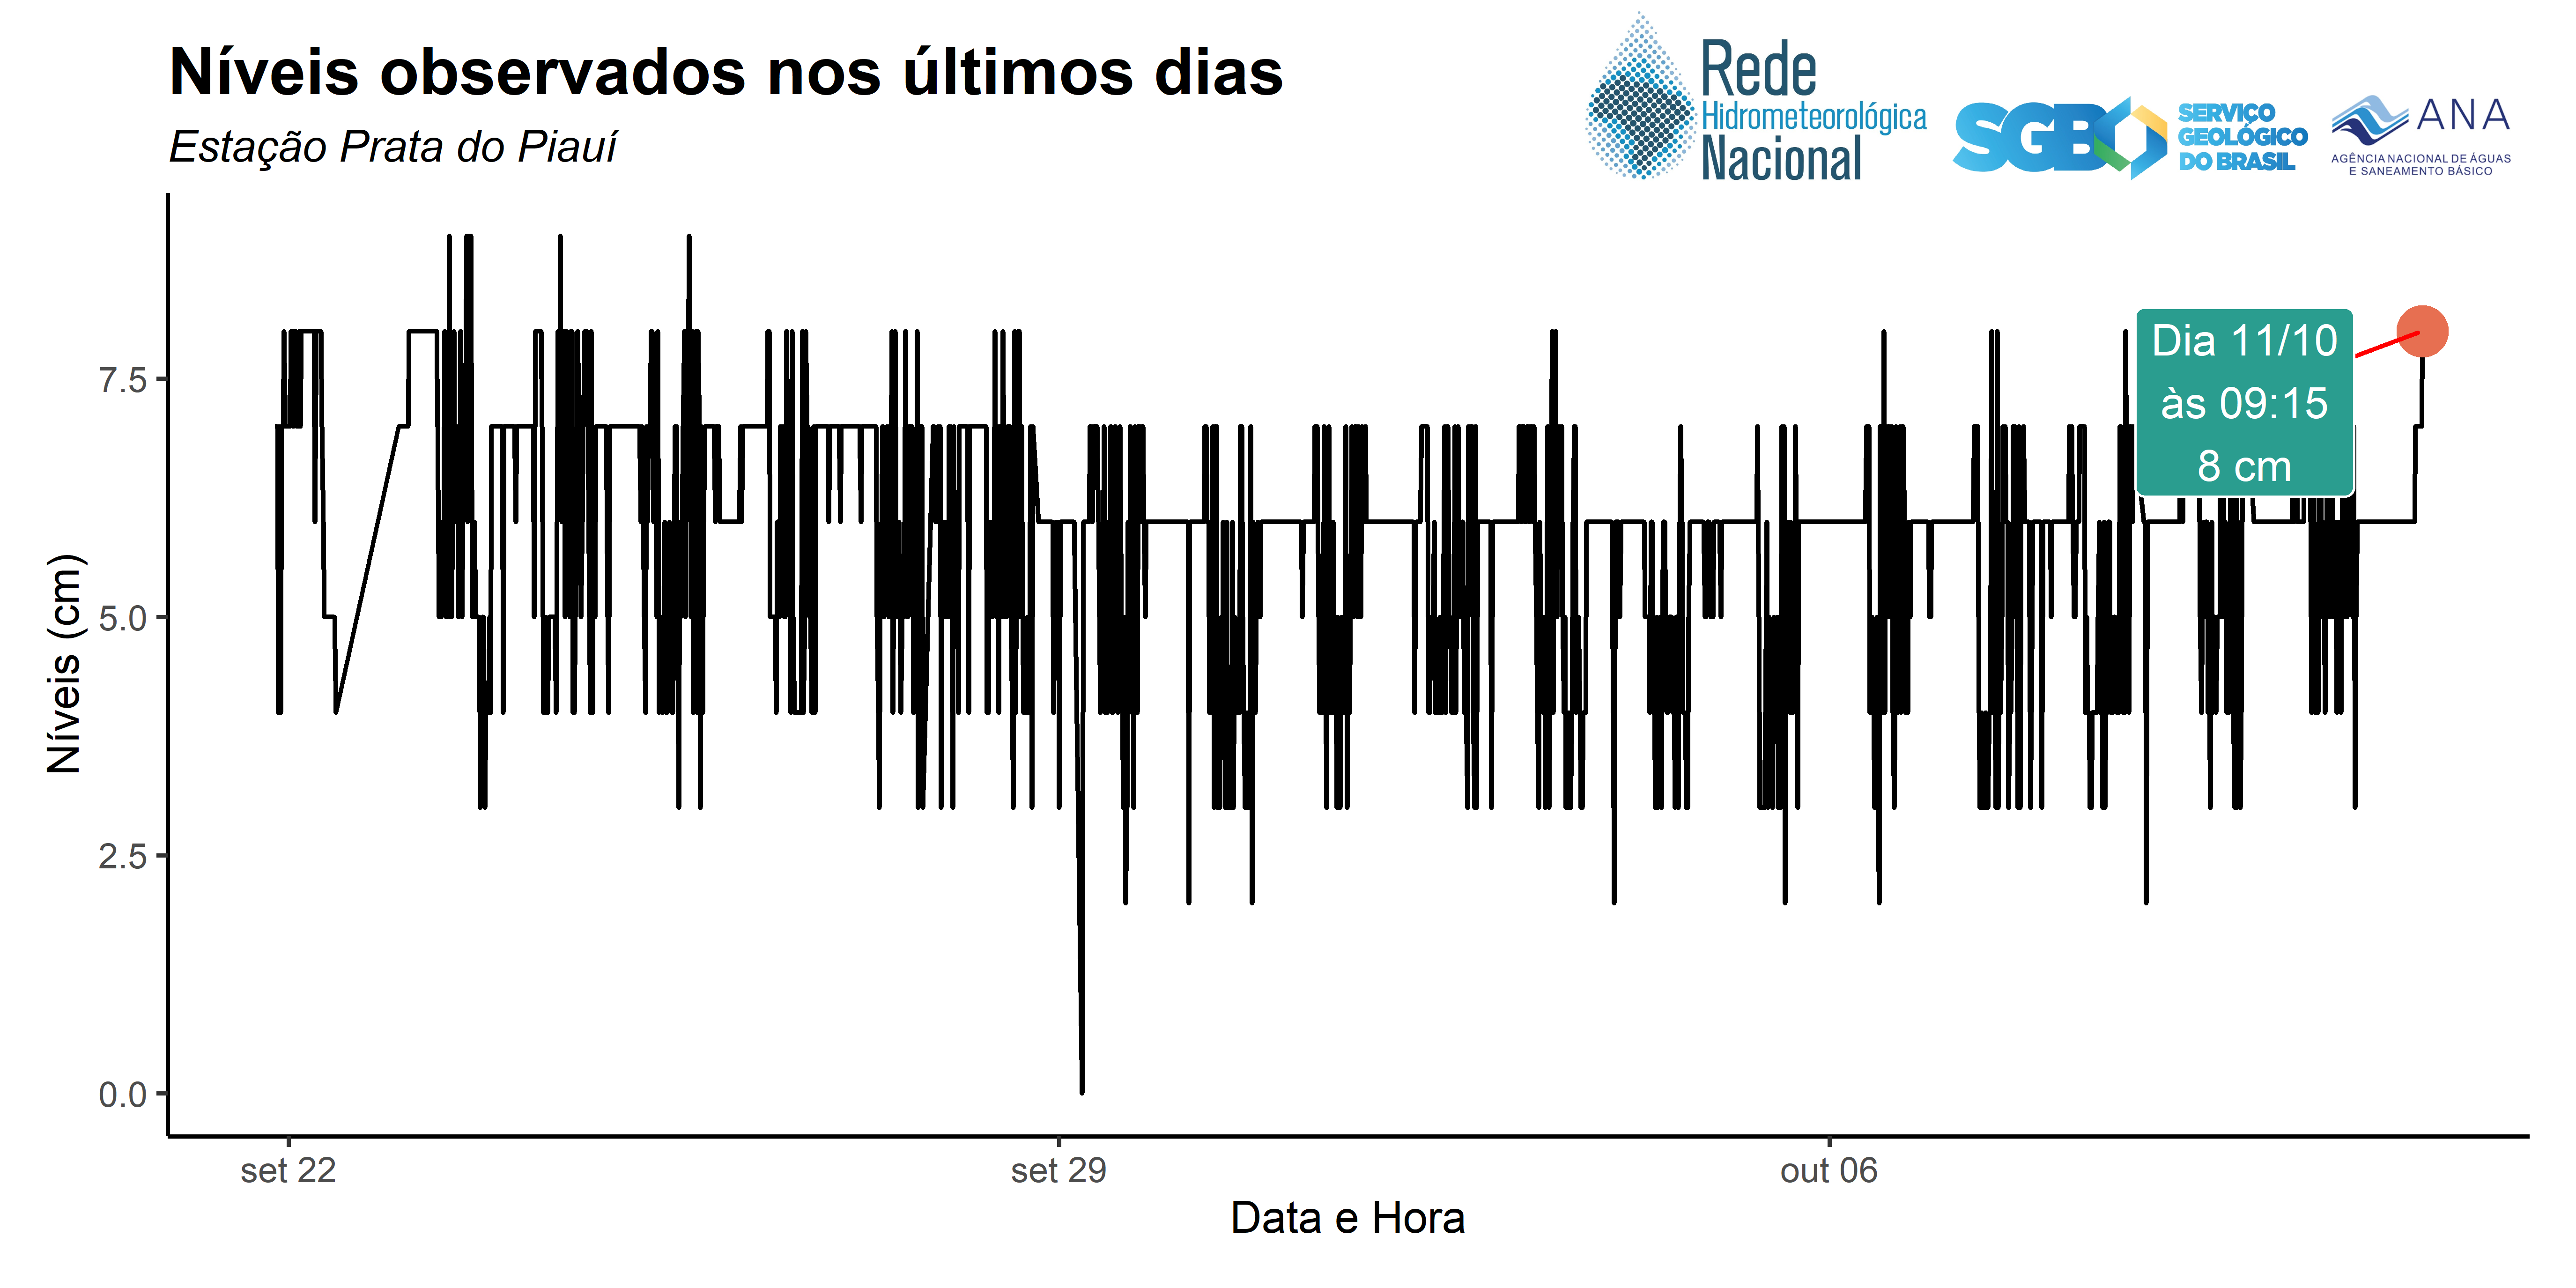 Níveis observados nos últimos dias
Estação Prata do Piauí
Rede
Hidrometeorológica
Nacional
SGB
SERVIÇO
GEOLÓGICO
DO BRASIL
ANA
AGÊNCIA NACIONAL DE ÁGUAS
E SANEAMENTO BÁSICO
Dia 11/10
às 09:15
8 cm
Níveis (cm)
7.5
5.0
2.5
0.0
set 22
set 29
out 06
Data e Hora